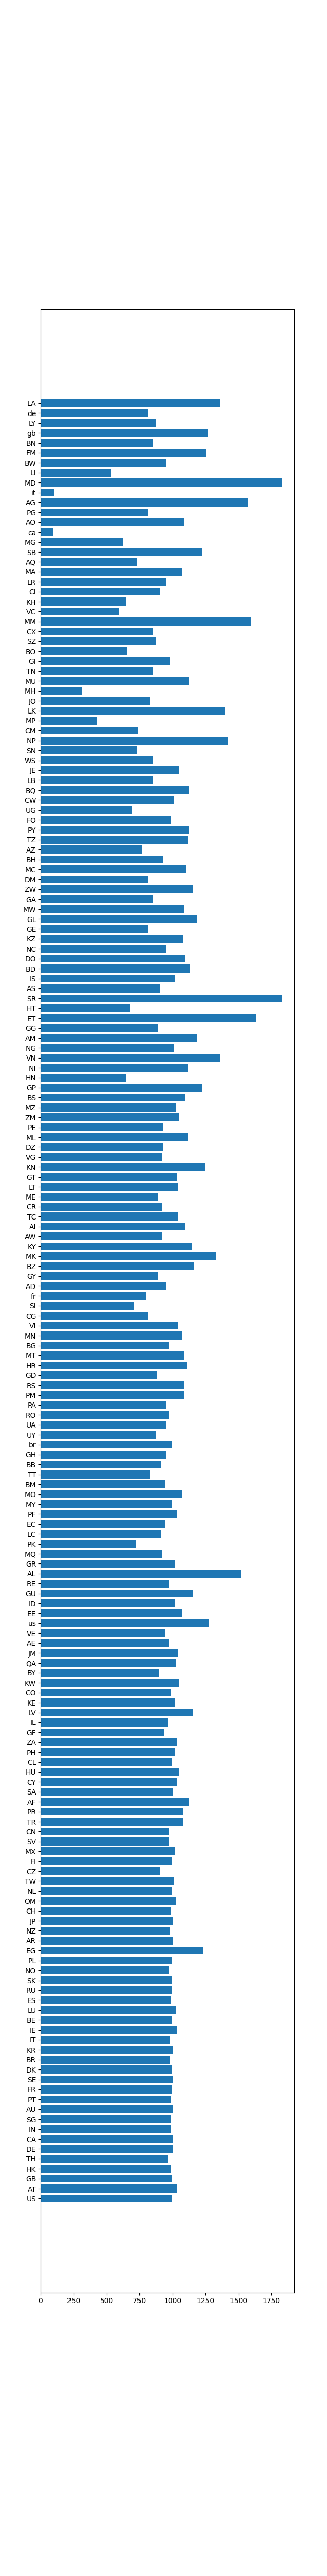 LA
de
LY
gb
BN
FM
BW
LI
MD
it
AG
PG
AO
ca
MG
SB
AQ
MA
LR
CI
KH
VC
MM
CX
SZ
BO
GI
TN
MU
MH
JO
LK
MP
CM
NP
SN
WS
JE
LB
BQ
CW
UG
FO
PY
TZ
AZ
BH
MC
DM
ZW
GA
MW
GL
GE
KZ
NC
DO
BD
IS
AS
SR
HT
ET
GG
AM
NG
VN
NI
HN
GP
BS
MZ
ZM
PE
ML
DZ
VG
KN
GT
LT
ME
CR
TC
AI
AW
KY
MK
BZ
GY
AD
fr
SI
CG
VI
MN
BG
MT
HR
GD
RS
PM
PA
RO
UA
UY
br
GH
BB
TT
BM
MO
MY
PF
EC
LC
PK
MQ
GR
AL
RE
GU
ID
EE
us
VE
AE
JM
QA
BY
KW
CO
KE
LV
IL
GF
ZA
PH
CL
HU
CY
SA
AF
PR
TR
CN
SV
MX
FI
CZ
TW
NL
OM
CH
JP
NZ
AR
EG
PL
NO
SK
RU
ES
LU
BE
IE
IT
KR
BR
DK
SE
FR
PT
AU
SG
IN
CA
DE
TH
HK
GB
AT
US
0 250 500 750 1000 1250 1500 1750